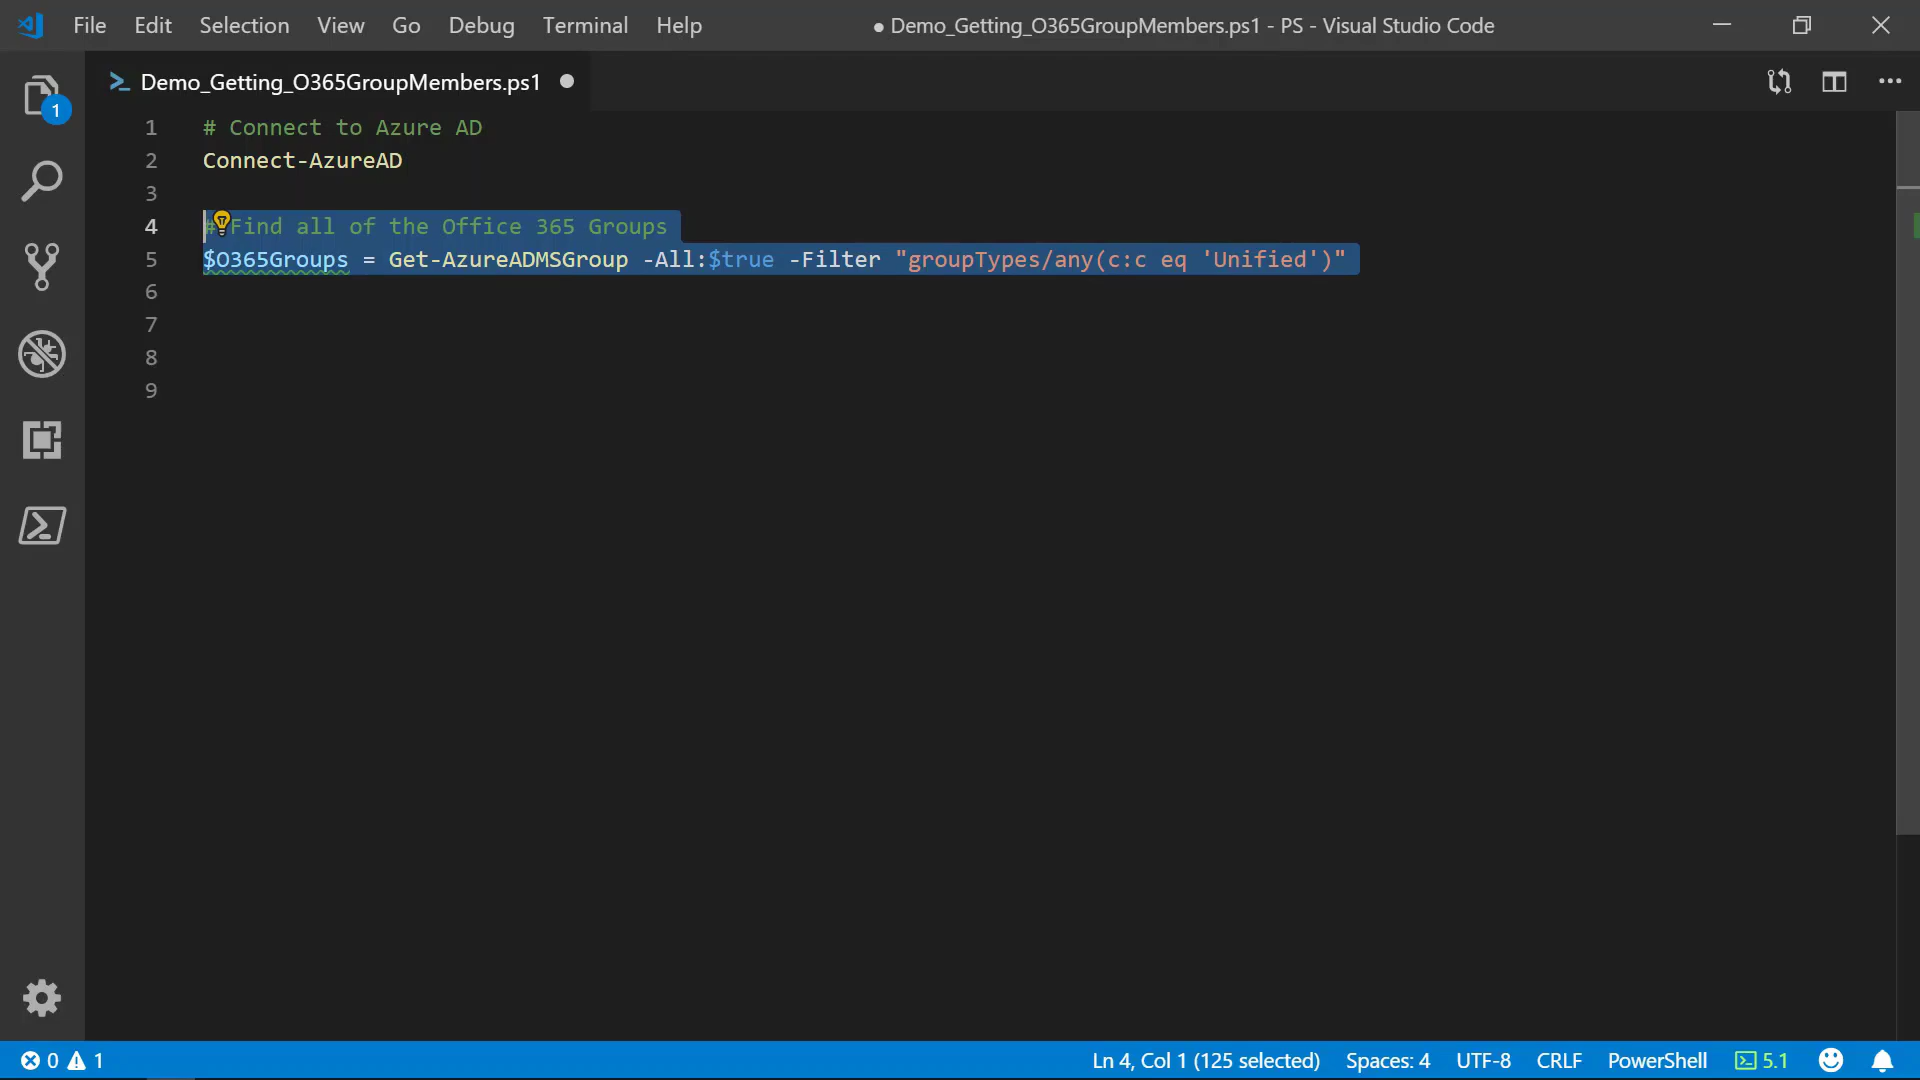 File Edit Selection View Go Debug Terminal Help
● Demo_Getting_O365GroupMembers.ps1 - PS - Visual Studio Code
Demo_Getting_O365GroupMembers.ps1
1
1 # Connect to Azure AD
2 Connect-AzureAD
3
4 # Find all of the Office 365 Groups
5 $O365Groups = Get-AzureADMSGroup -All:$true -Filter "groupTypes/any(c:c eq 'Unified')"
6
7
8
9
0 1 Ln 4, Col 1 (125 selected) Spaces: 4 UTF-8 CRLF PowerShell 5.1